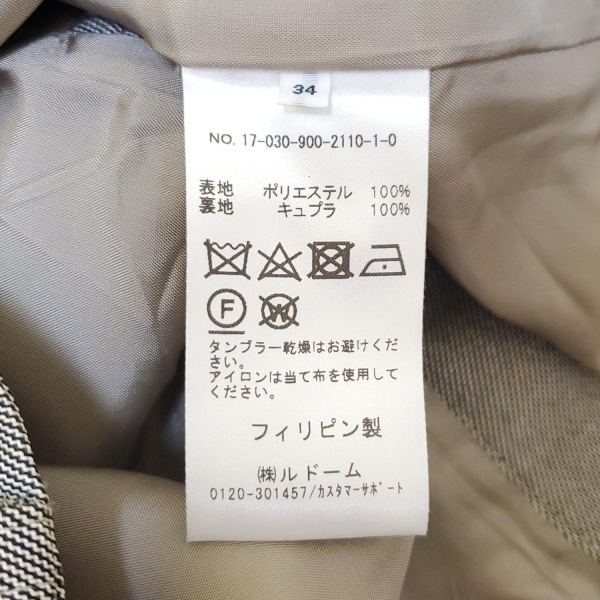 34
NO. 17-030-900-2110-1-0
表地 ポリエステル 100%
裏地 キュプラ 100%
F W
タンブラー乾燥はお避けくだ
さい。
アイロンは当て布を使用して
ください。
フィリピン製
㈱ルドーム
0120-301457/カスタマーサポート